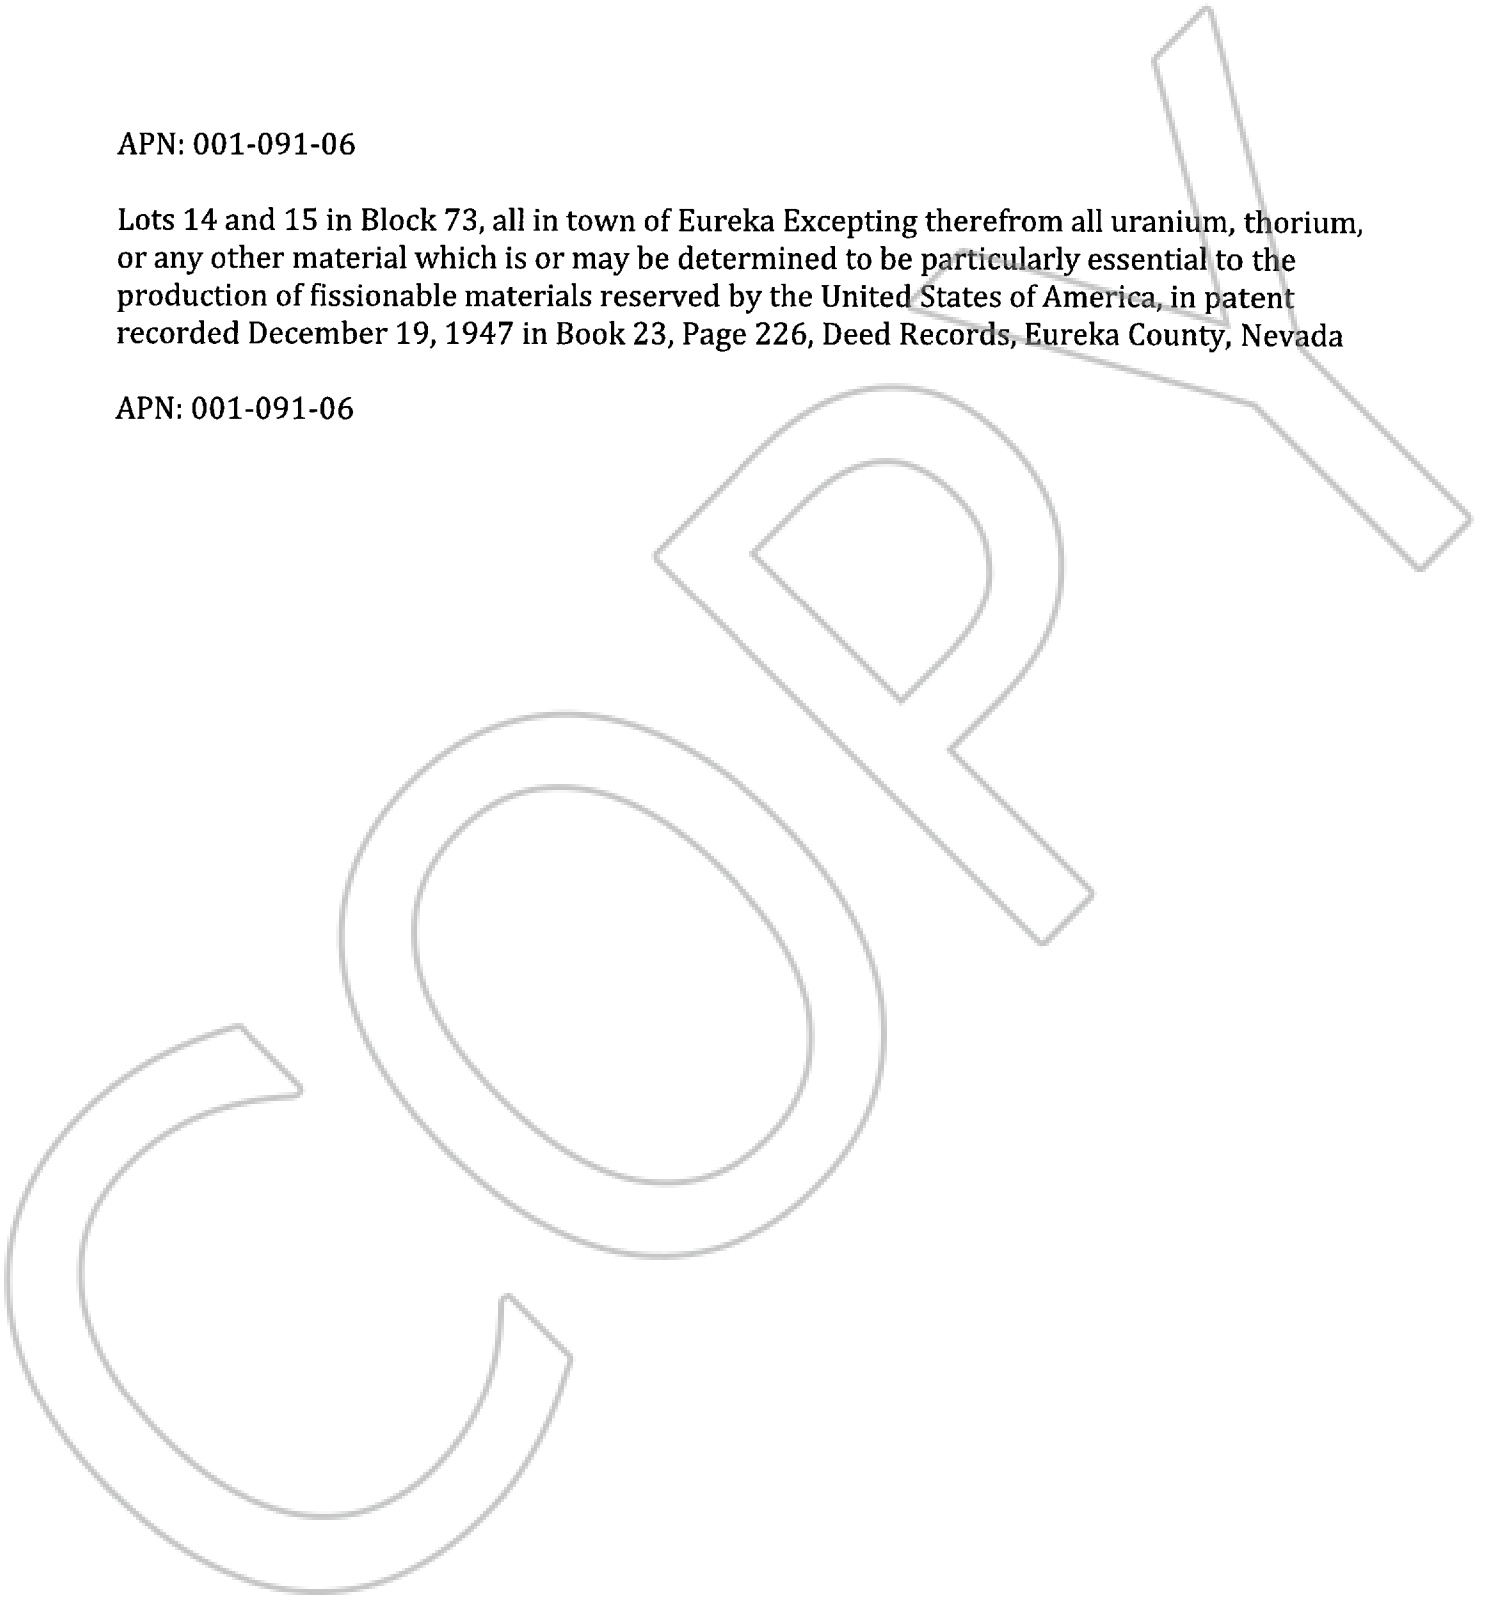 APN: 001-091-06
Lots 14 and 15 in Block 73, all in town of Eureka Excepting therefrom all uranium, thorium,
or any other material which is or may be determined to be particularly essential to the
production of fissionable materials reserved by the United States of America, in patent
recorded December 19, 1947 in Book 23, Page 226, Deed Records, Eureka County, Nevada
APN: 001-091-06
COPY